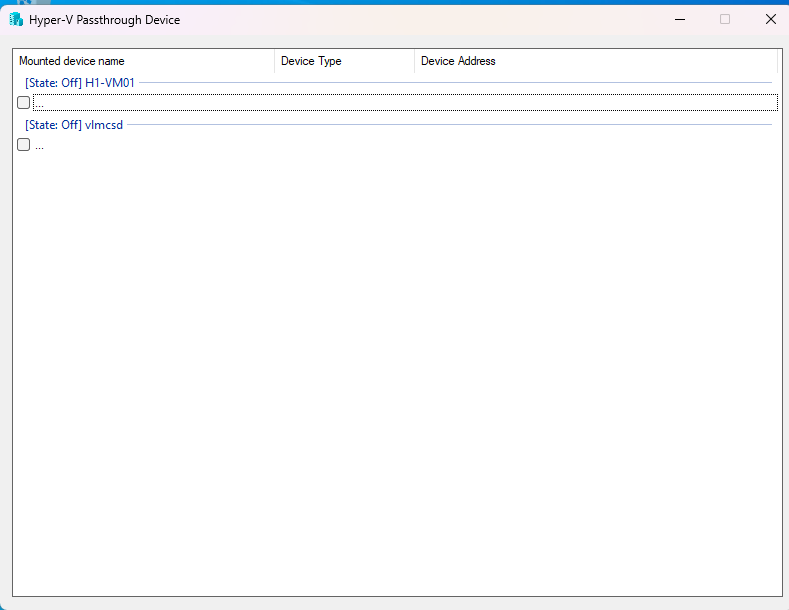 Hyper-V Passthrough Device
Mounted device name Device Type Device Address
[State: Off] H1-VM01
...
[State: Off] vlmcsd
...